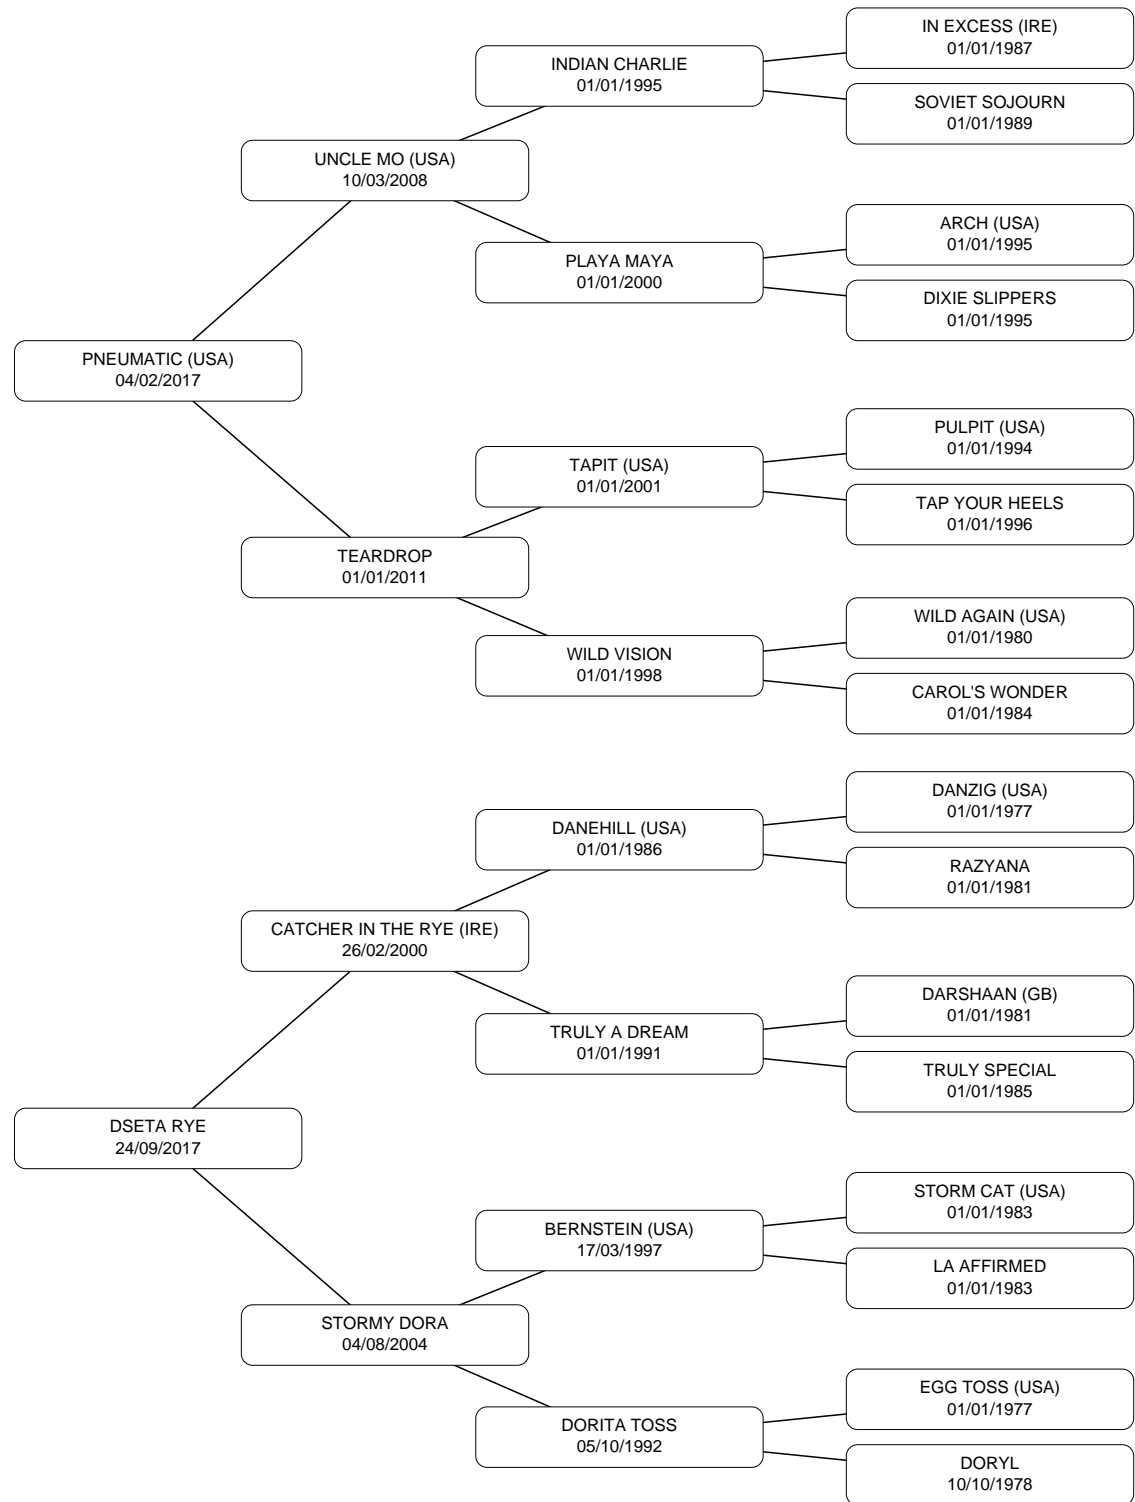 IN EXCESS (IRE)
01/01/1987
INDIAN CHARLIE
01/01/1995
SOVIET SOJOURN
01/01/1989
UNCLE MO (USA)
10/03/2008
ARCH (USA)
01/01/1995
PLAYA MAYA
01/01/2000
DIXIE SLIPPERS
01/01/1995
PNEUMATIC (USA)
04/02/2017
PULPIT (USA)
01/01/1994
TAPIT (USA)
01/01/2001
TAP YOUR HEELS
01/01/1996
TEARDROP
01/01/2011
WILD AGAIN (USA)
01/01/1980
WILD VISION
01/01/1998
CAROL'S WONDER
01/01/1984
DANZIG (USA)
01/01/1977
DANEHILL (USA)
01/01/1986
RAZYANA
01/01/1981
CATCHER IN THE RYE (IRE)
26/02/2000
DARSHAAN (GB)
01/01/1981
TRULY A DREAM
01/01/1991
TRULY SPECIAL
01/01/1985
DSETA RYE
24/09/2017
STORM CAT (USA)
01/01/1983
BERNSTEIN (USA)
17/03/1997
LA AFFIRMED
01/01/1983
STORMY DORA
04/08/2004
EGG TOSS (USA)
01/01/1977
DORITA TOSS
05/10/1992
DORYL
10/10/1978